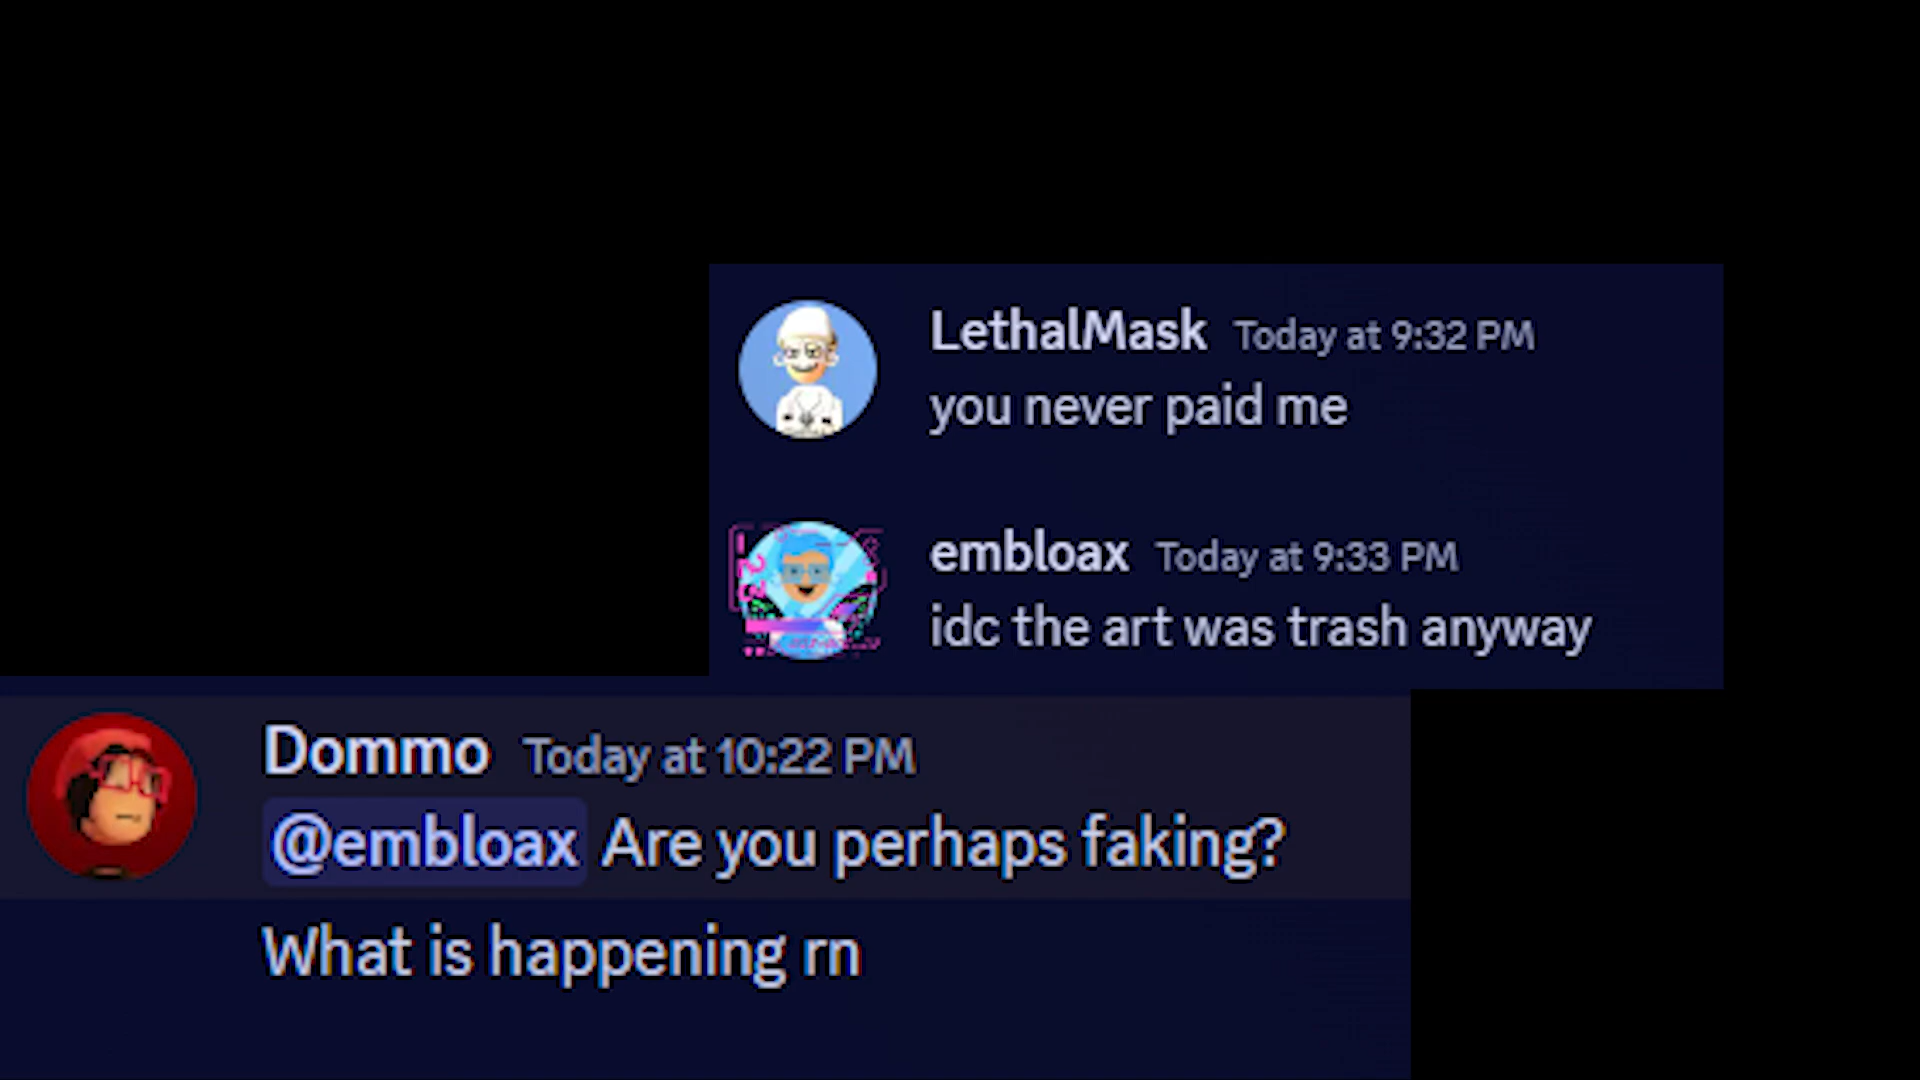 LethalMask Today at 9:32 PM
you never paid me
embloax Today at 9:33 PM
idc the art was trash anyway
Dommo Today at 10:22 PM
@embloax Are you perhaps faking?
What is happening rn